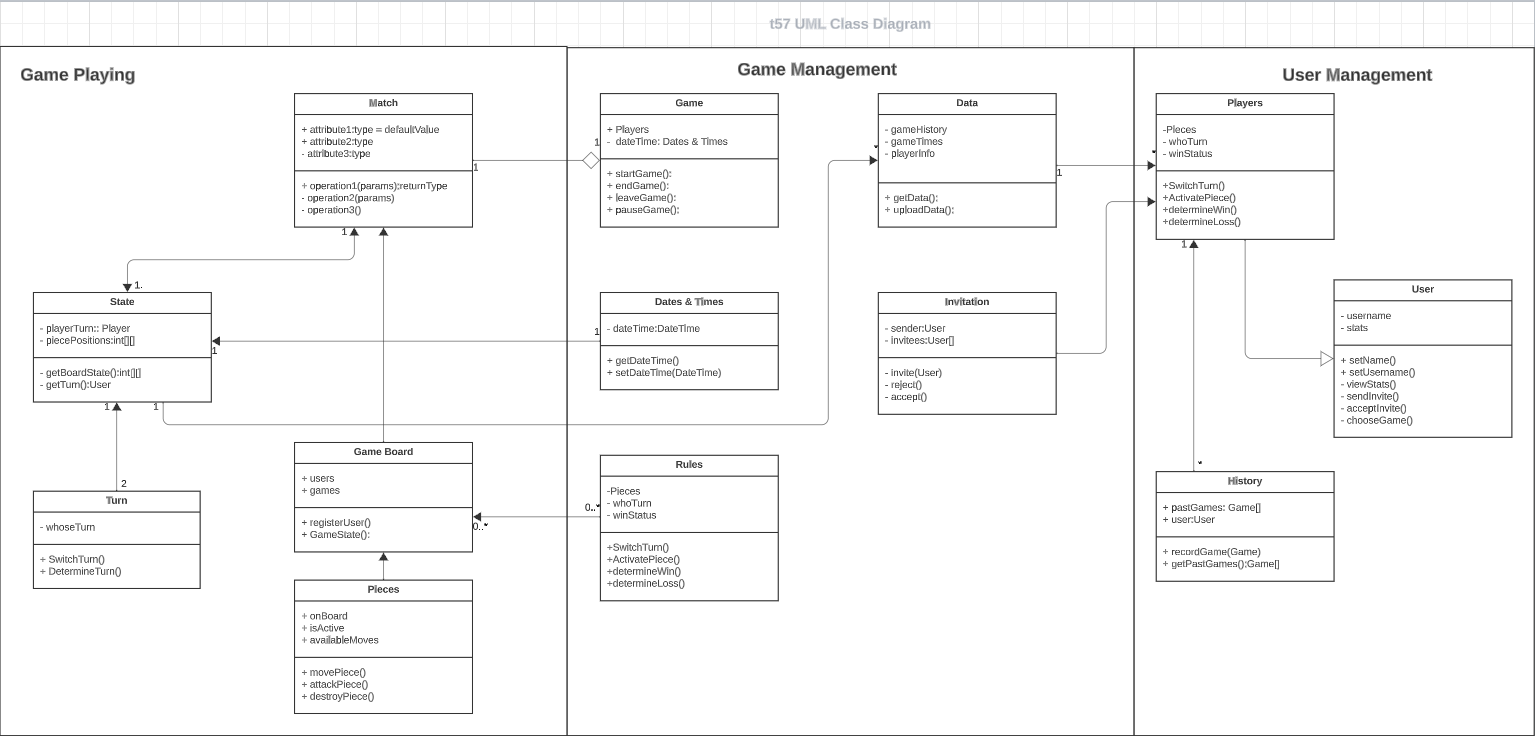 t57 UML Class Diagram
Game Playing
Match
+ attribute1:type = defaultValue
+ attribute2:type
- attribute3:type
+ operation1(params):returnType
- operation2(params)
- operation3()
1
1
1.
State
- playerTurn:: Player
- piecePositions:int[][]
- getBoardState():int[][]
- getTurn():User
1
1
1
2
Turn
- whoseTurn
+ SwitchTurn()
+ DetermineTurn()
Game Board
+ users
+ games
+ registerUser()
+ GameState():
0..*
Pieces
+ onBoard
+ isActive
+ availableMoves
+ movePiece()
+ attackPiece()
+ destroyPiece()
Game Management
Game
+ Players
- dateTime: Dates & Times
+ startGame():
+ endGame():
+ leaveGame():
+ pauseGame():
1
Dates & Times
- dateTime:DateTime
+ getDateTime()
+ setDateTime(DateTime)
1
Rules
-Pieces
- whoTurn
- winStatus
+SwitchTurn()
+ActivatePiece()
+determineWin()
+determineLoss()
0..*
Data
- gameHistory
- gameTimes
- playerInfo
+ getData():
+ uploadData():
*
1
Invitation
- sender:User
- invitees:User[]
- invite(User)
- reject()
- accept()
User Management
Players
-Pieces
- whoTurn
- winStatus
+SwitchTurn()
+ActivatePiece()
+determineWin()
+determineLoss()
*
1
User
- username
- stats
+ setName()
+ setUsername()
- viewStats()
- sendInvite()
- acceptInvite()
- chooseGame()
*
History
+ pastGames: Game[]
+ user:User
+ recordGame(Game)
+ getPastGames():Game[]